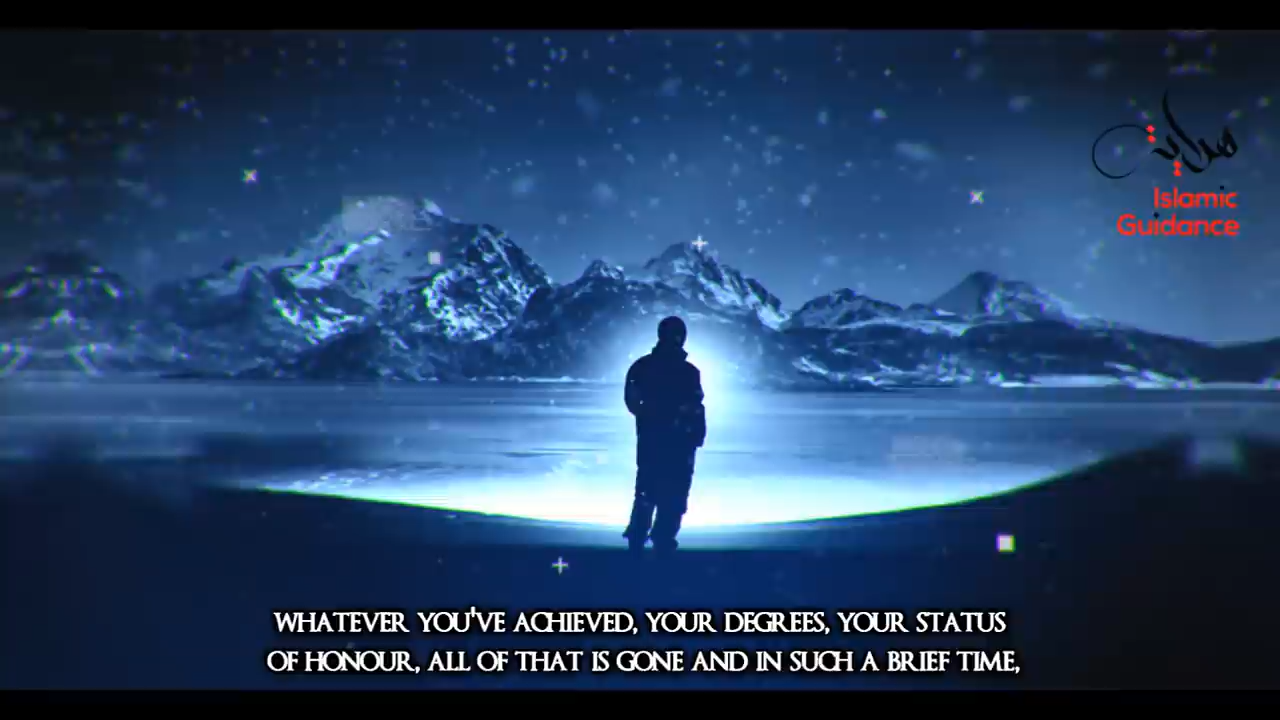 هداية
Islamic
Guidance
WHATEVER YOU'VE ACHIEVED, YOUR DEGREES, YOUR STATUS
OF HONOUR, ALL OF THAT IS GONE AND IN SUCH A BRIEF TIME,